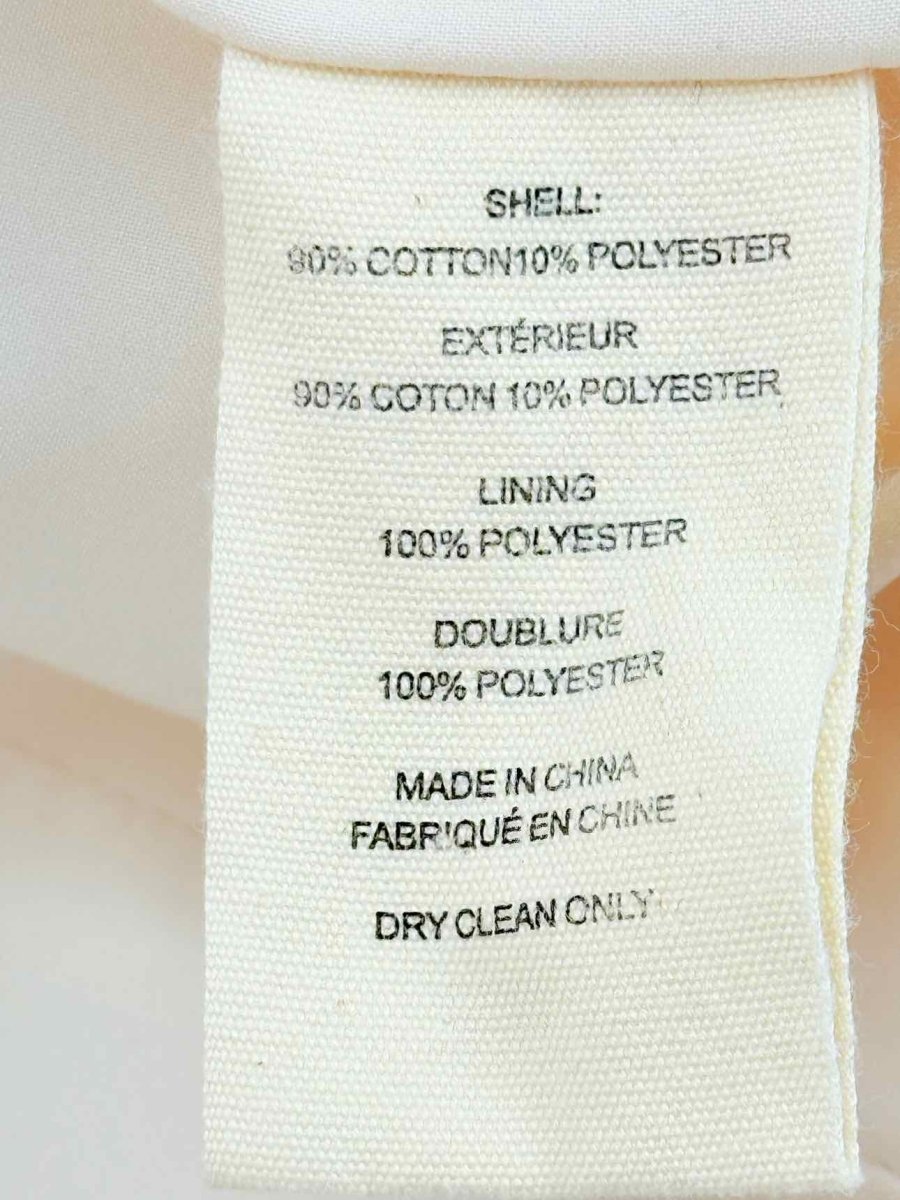 SHELL:
90% COTTON10% POLYESTER
EXTÉRIEUR
90% COTON 10% POLYESTER
LINING
100% POLYESTER
DOUBLURE
100% POLYESTER
MADE IN CHINA
FABRIQUÉ EN CHINE
DRY CLEAN ONLY